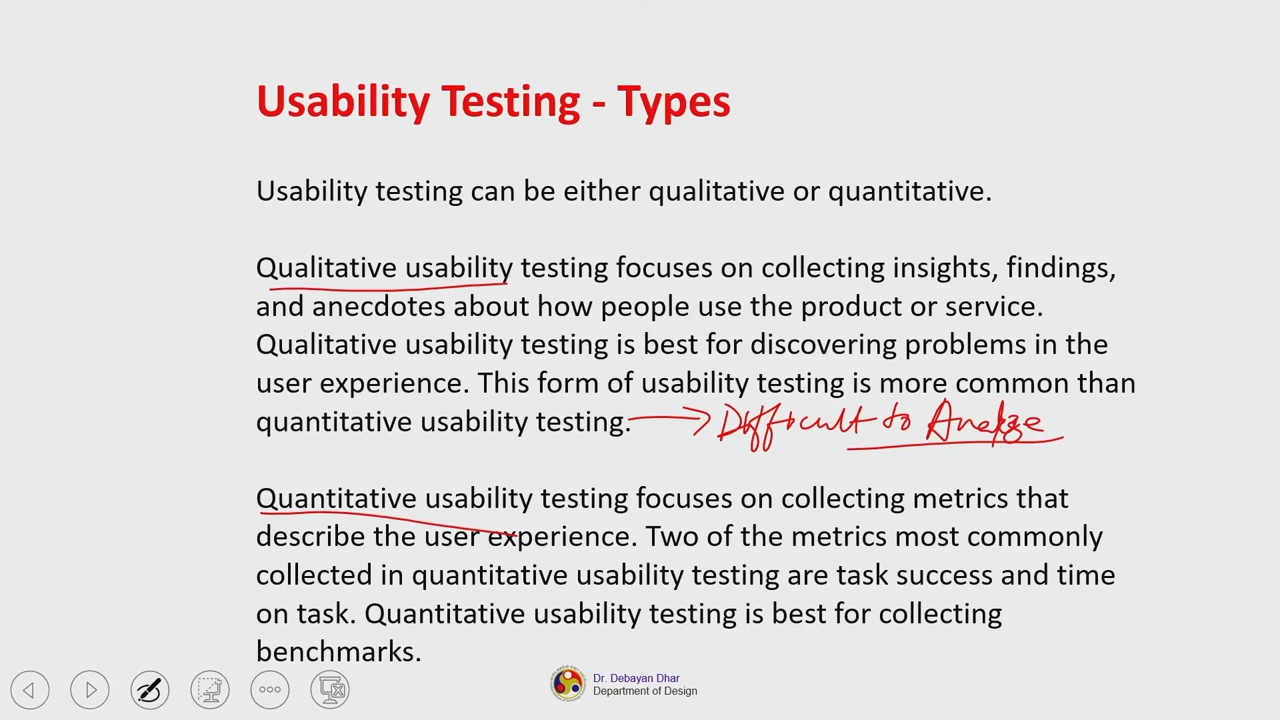 Usability Testing - Types
Usability testing can be either qualitative or quantitative.
Qualitative usability testing focuses on collecting insights, findings,
and anecdotes about how people use the product or service.
Qualitative usability testing is best for discovering problems in the
user experience. This form of usability testing is more common than
quantitative usability testing. → Difficult to Analyze
Quantitative usability testing focuses on collecting metrics that
describe the user experience. Two of the metrics most commonly
collected in quantitative usability testing are task success and time
on task. Quantitative usability testing is best for collecting
benchmarks.
Dr. Debayan Dhar
Department of Design